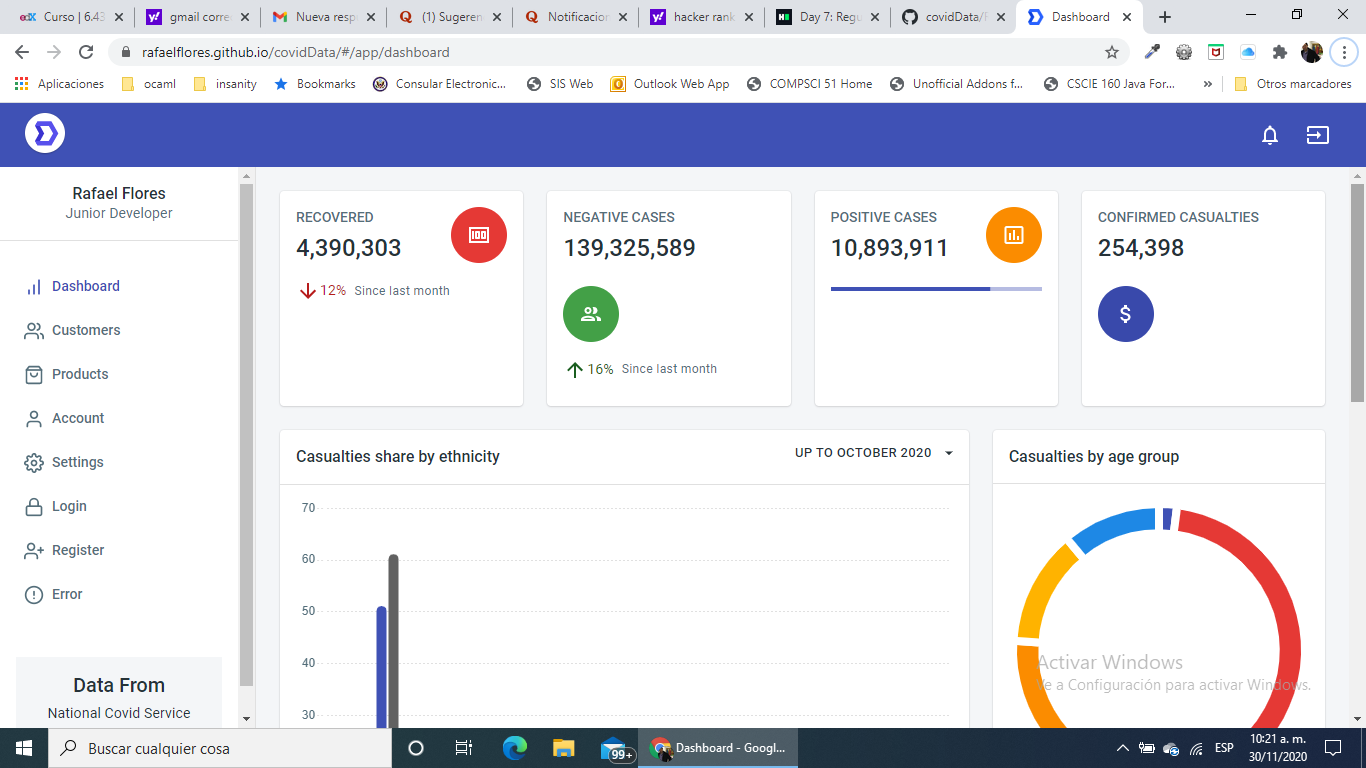 edX Curso | 6.43
gmail corre
Nueva resp
(1) Sugeren
Notificacion
hacker rank
Day 7: Regu
covidData/
Dashboard
rafaelflores.github.io/covidData/#/app/dashboard
Aplicaciones
ocaml
insanity
Bookmarks
Consular Electronic...
SIS Web
Outlook Web App
COMPSCI 51 Home
Unofficial Addons f...
CSCIE 160 Java For...
»
Otros marcadores
Rafael Flores
Junior Developer
Dashboard
Customers
Products
Account
Settings
Login
Register
Error
Data From
National Covid Service
RECOVERED
4,390,303
12% Since last month
NEGATIVE CASES
139,325,589
16% Since last month
POSITIVE CASES
10,893,911
CONFIRMED CASUALTIES
254,398
$
Casualties share by ethnicity
UP TO OCTOBER 2020
70
60
50
40
30
Casualties by age group
Activar Windows
Ve a Configuración para activar Windows.
Buscar cualquier cosa
99+
Dashboard - Googl...
ESP
10:21 a. m.
30/11/2020